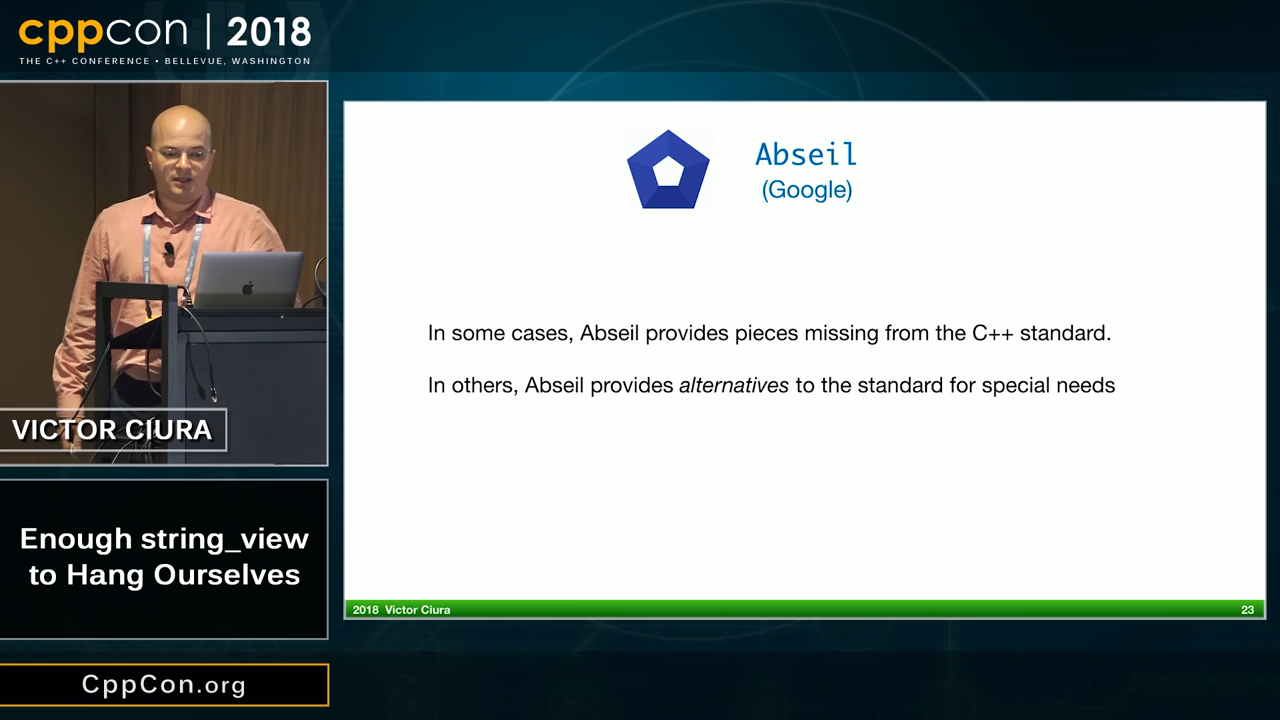 cppcon | 2018
THE C++ CONFERENCE • BELLEVUE, WASHINGTON
Abseil
(Google)
In some cases, Abseil provides pieces missing from the C++ standard.
In others, Abseil provides alternatives to the standard for special needs
VICTOR CIURA
Enough string_view
to Hang Ourselves
2018 Victor Ciura
23
CppCon.org